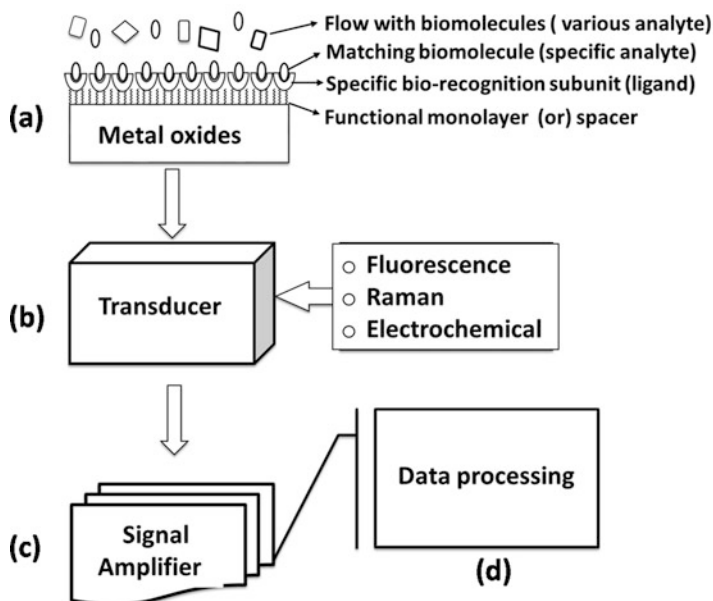 Flow with biomolecules ( various analyte)
Matching biomolecule (specific analyte)
Specific bio-recognition subunit (ligand)
Functional monolayer (or) spacer
(a)
Metal oxides
(b)
Transducer
○ Fluorescence
○ Raman
○ Electrochemical
(c)
Signal
Amplifier
Data processing
(d)